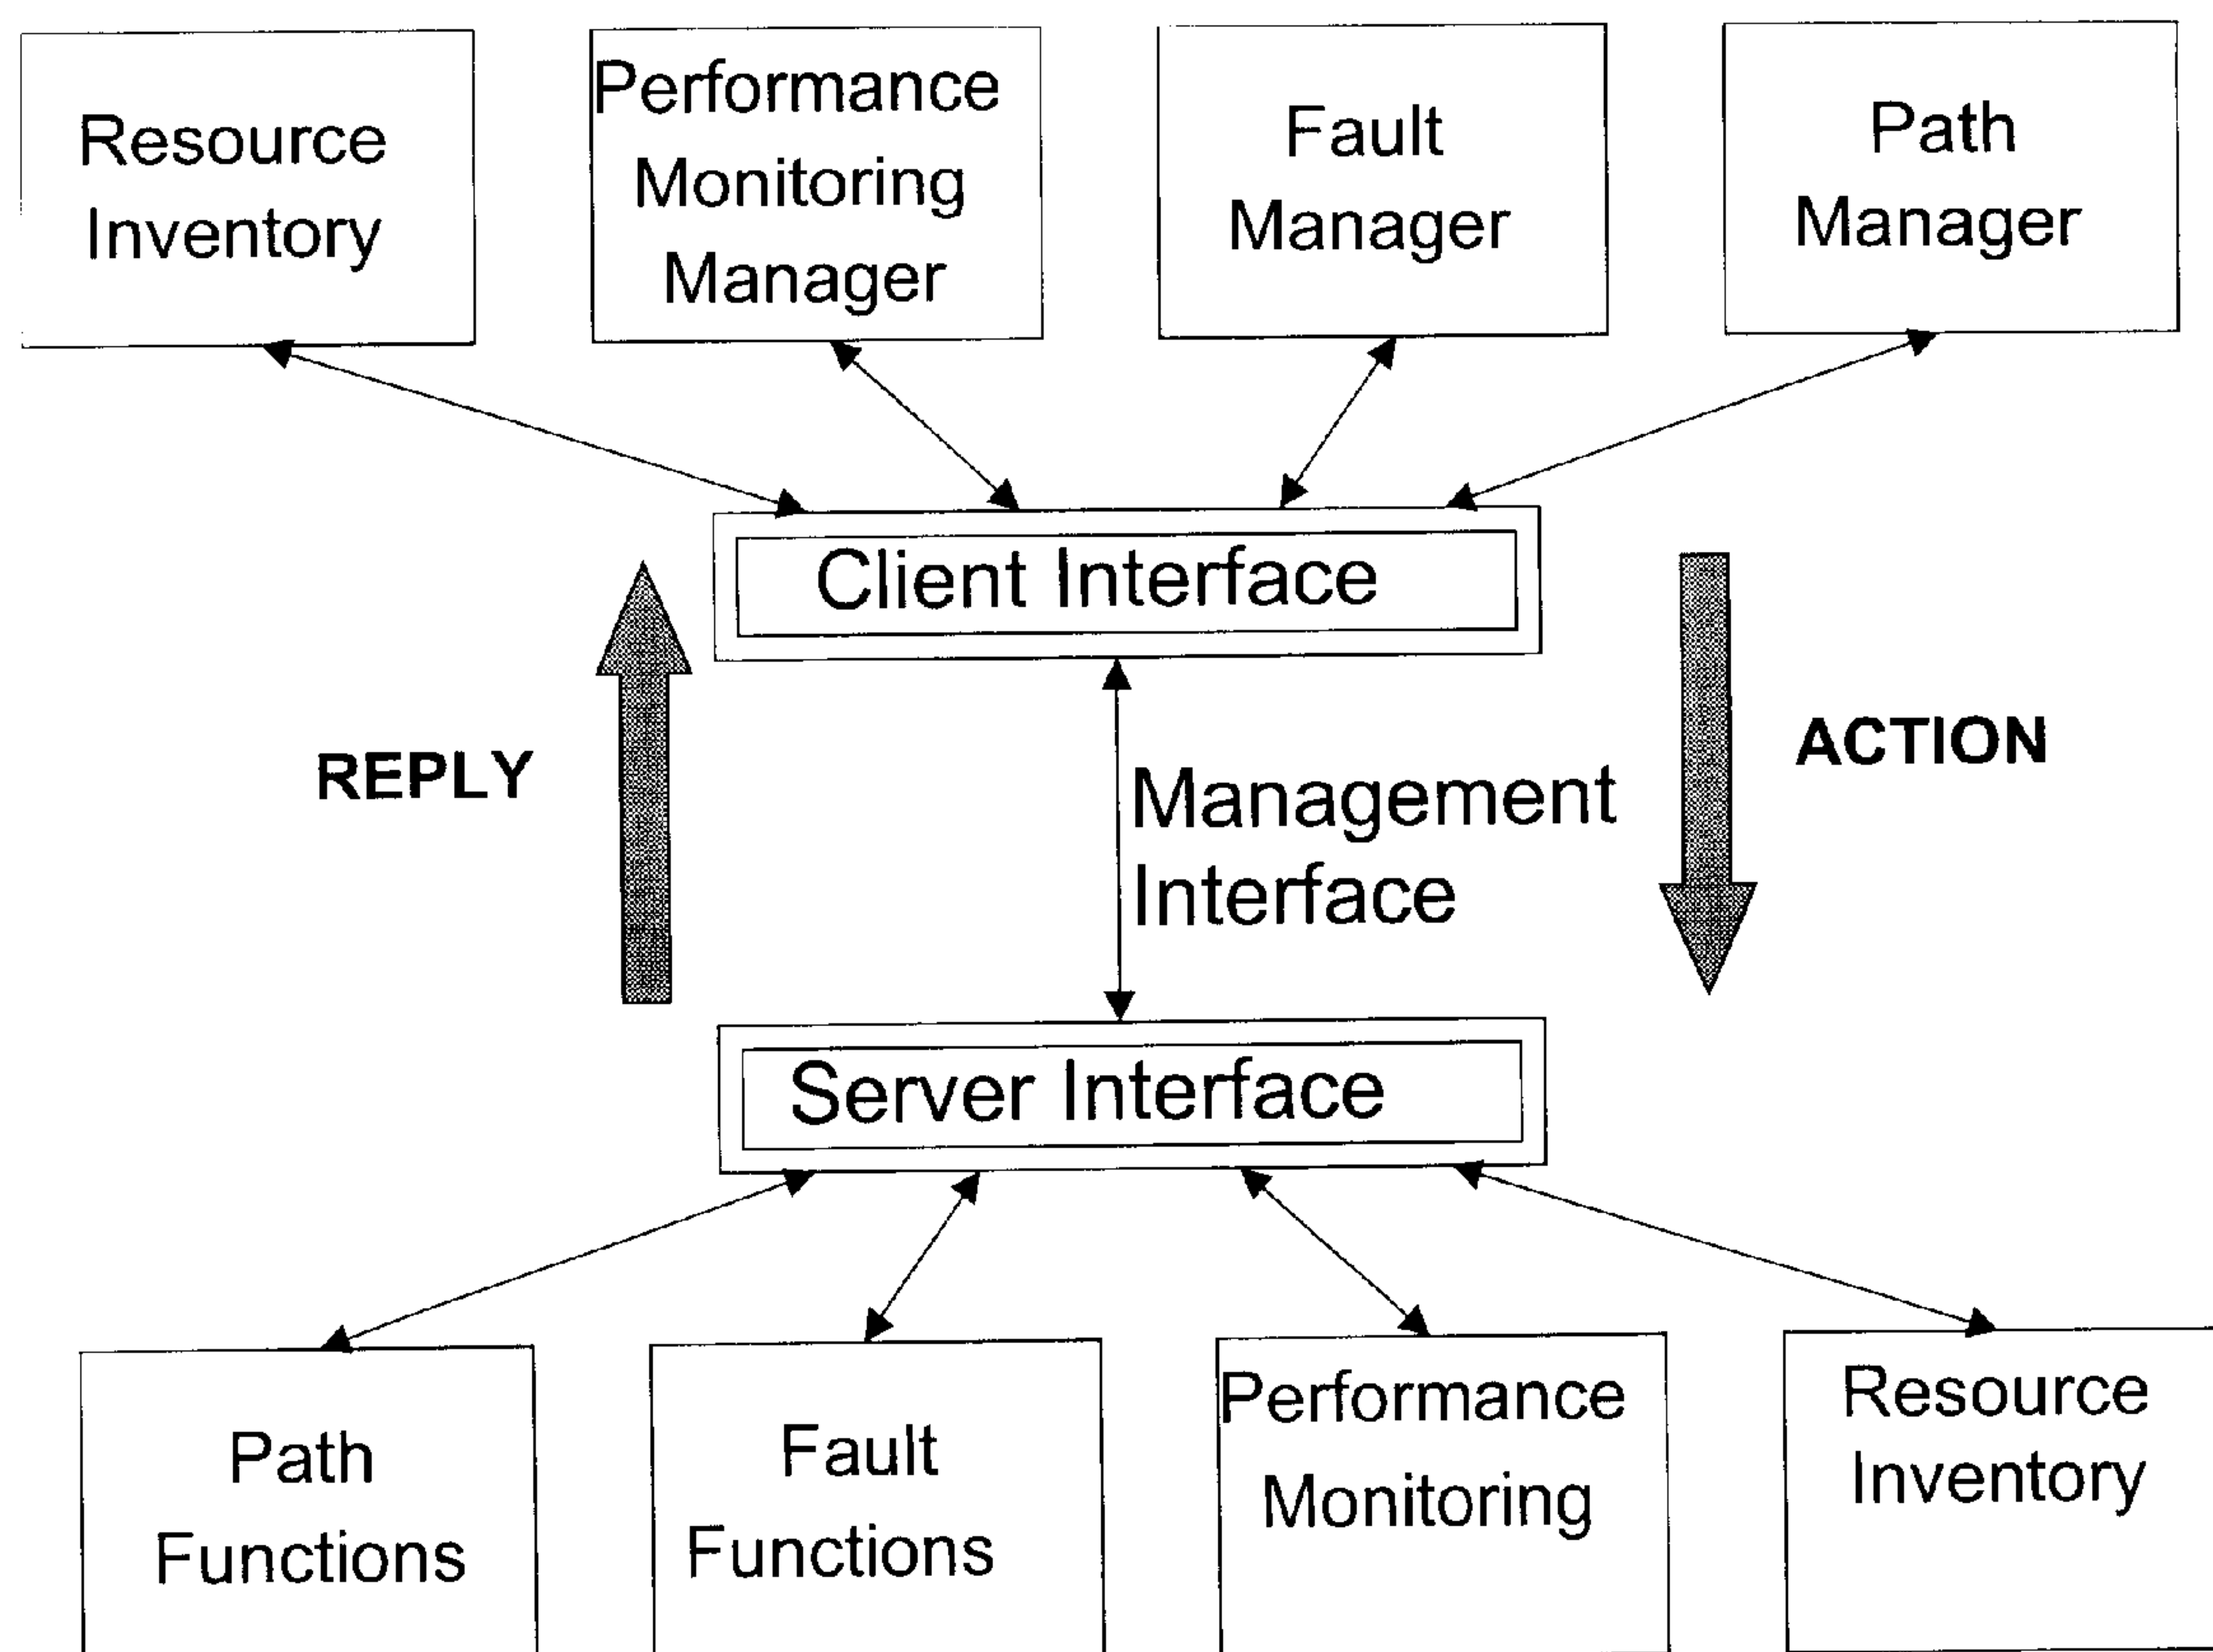 Resource
Inventory
Performance
Monitoring
Manager
Fault
Manager
Path
Manager
Client Interface
REPLY
Management
Interface
ACTION
Server Interface
Path
Functions
Fault
Functions
Performance
Monitoring
Resource
Inventory